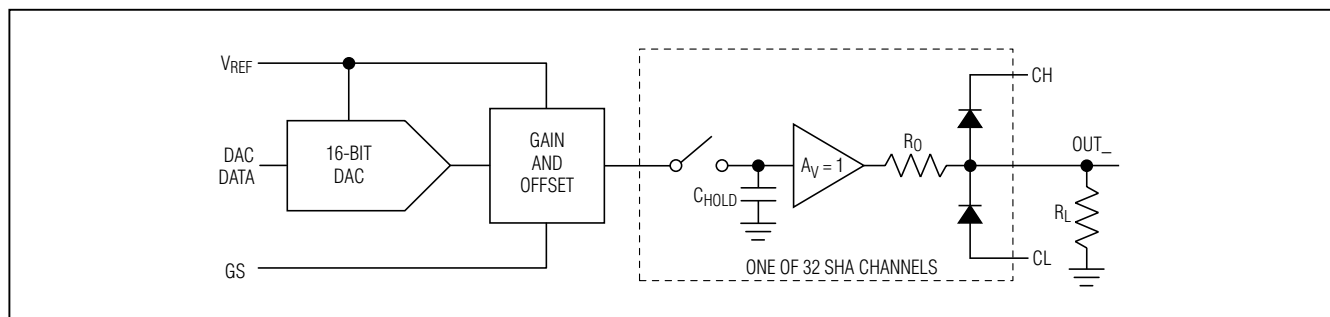 VREF
DAC
DATA
16-BIT
DAC
GAIN
AND
OFFSET
GS
CHOLD
AV = 1
RO
CH
OUT_
RL
CL
ONE OF 32 SHA CHANNELS